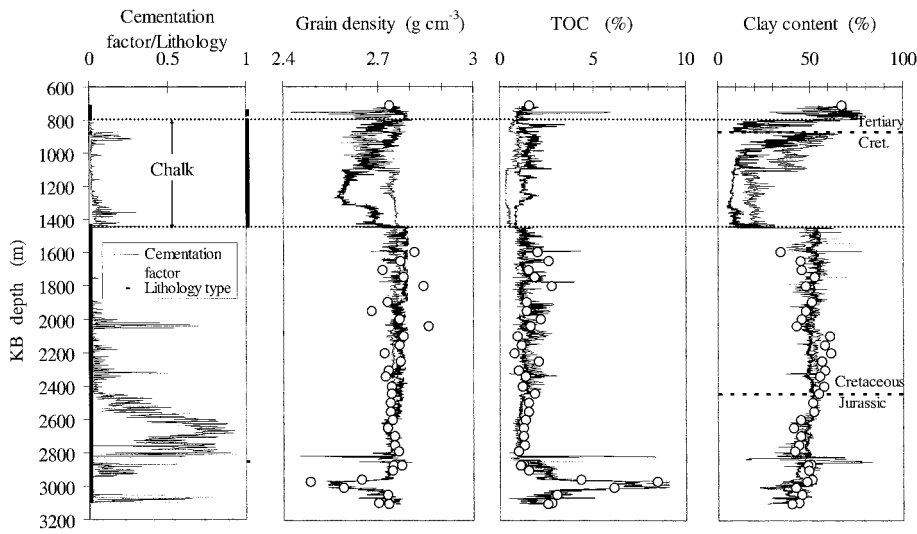 Cementation
factor/Lithology
Grain density (g cm-3)
TOC (%)
Clay content (%)
0 0.5 1
2.4 2.7 3
0 5 10
0 50 100
KB depth (m)
600
800
1000
1200
1400
1600
1800
2000
2200
2400
2600
2800
3000
3200
Chalk
Cementation
factor
Lithology type
Tertiary
Cret.
Cretaceous
Jurassic